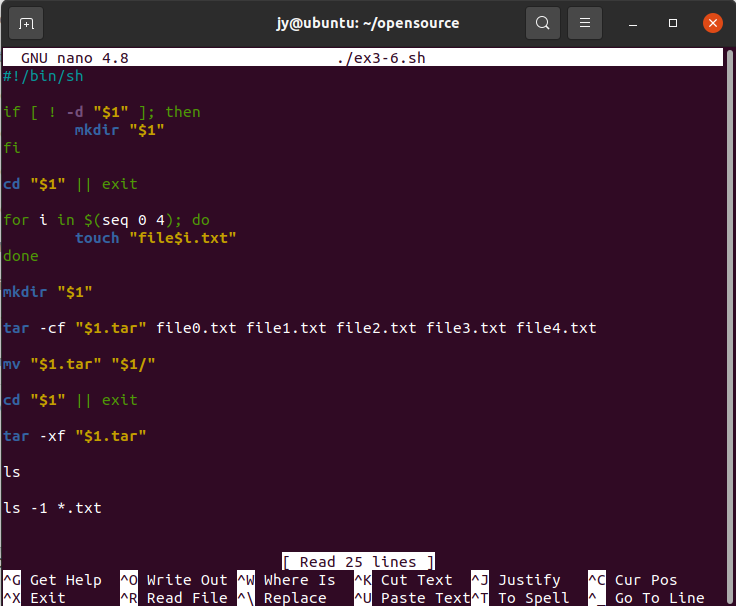 jy@ubuntu: ~/opensource
GNU nano 4.8 ./ex3-6.sh
#!/bin/sh
if [ ! -d "$1" ]; then
mkdir "$1"
fi
cd "$1" || exit
for i in $(seq 0 4); do
touch "file$i.txt"
done
mkdir "$1"
tar -cf "$1.tar" file0.txt file1.txt file2.txt file3.txt file4.txt
mv "$1.tar" "$1/"
cd "$1" || exit
tar -xf "$1.tar"
ls
ls -1 *.txt
[ Read 25 lines ]
^G Get Help ^O Write Out ^W Where Is ^K Cut Text ^J Justify ^C Cur Pos
^X Exit ^R Read File ^\ Replace ^U Paste Text ^T To Spell ^_ Go To Line